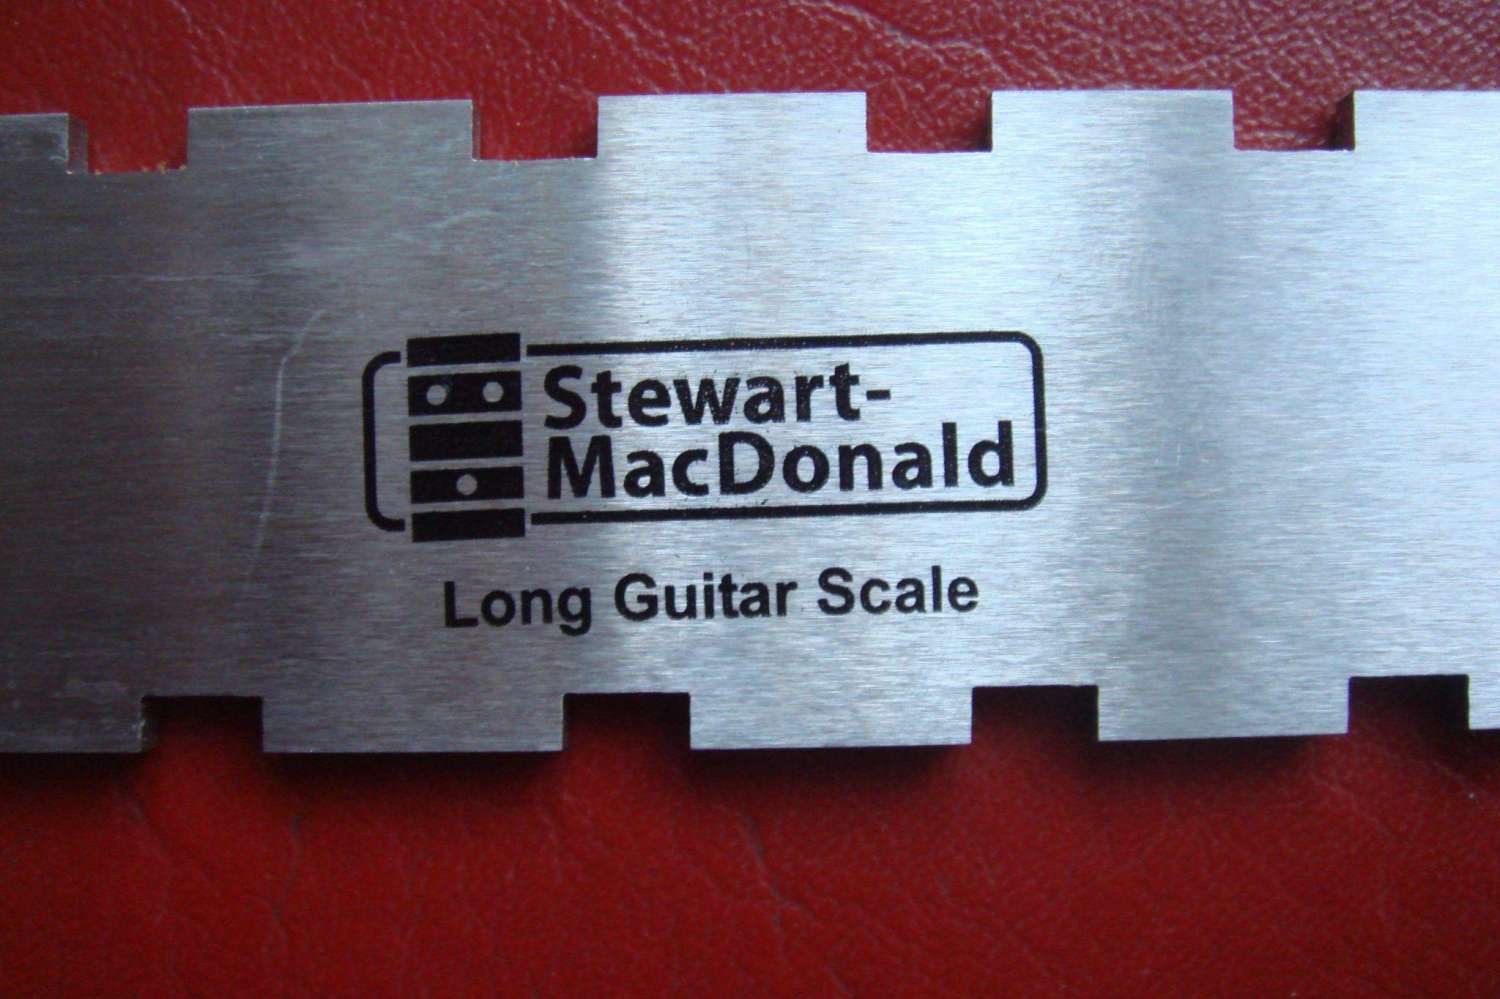 Stewart-
MacDonald
Long Guitar Scale